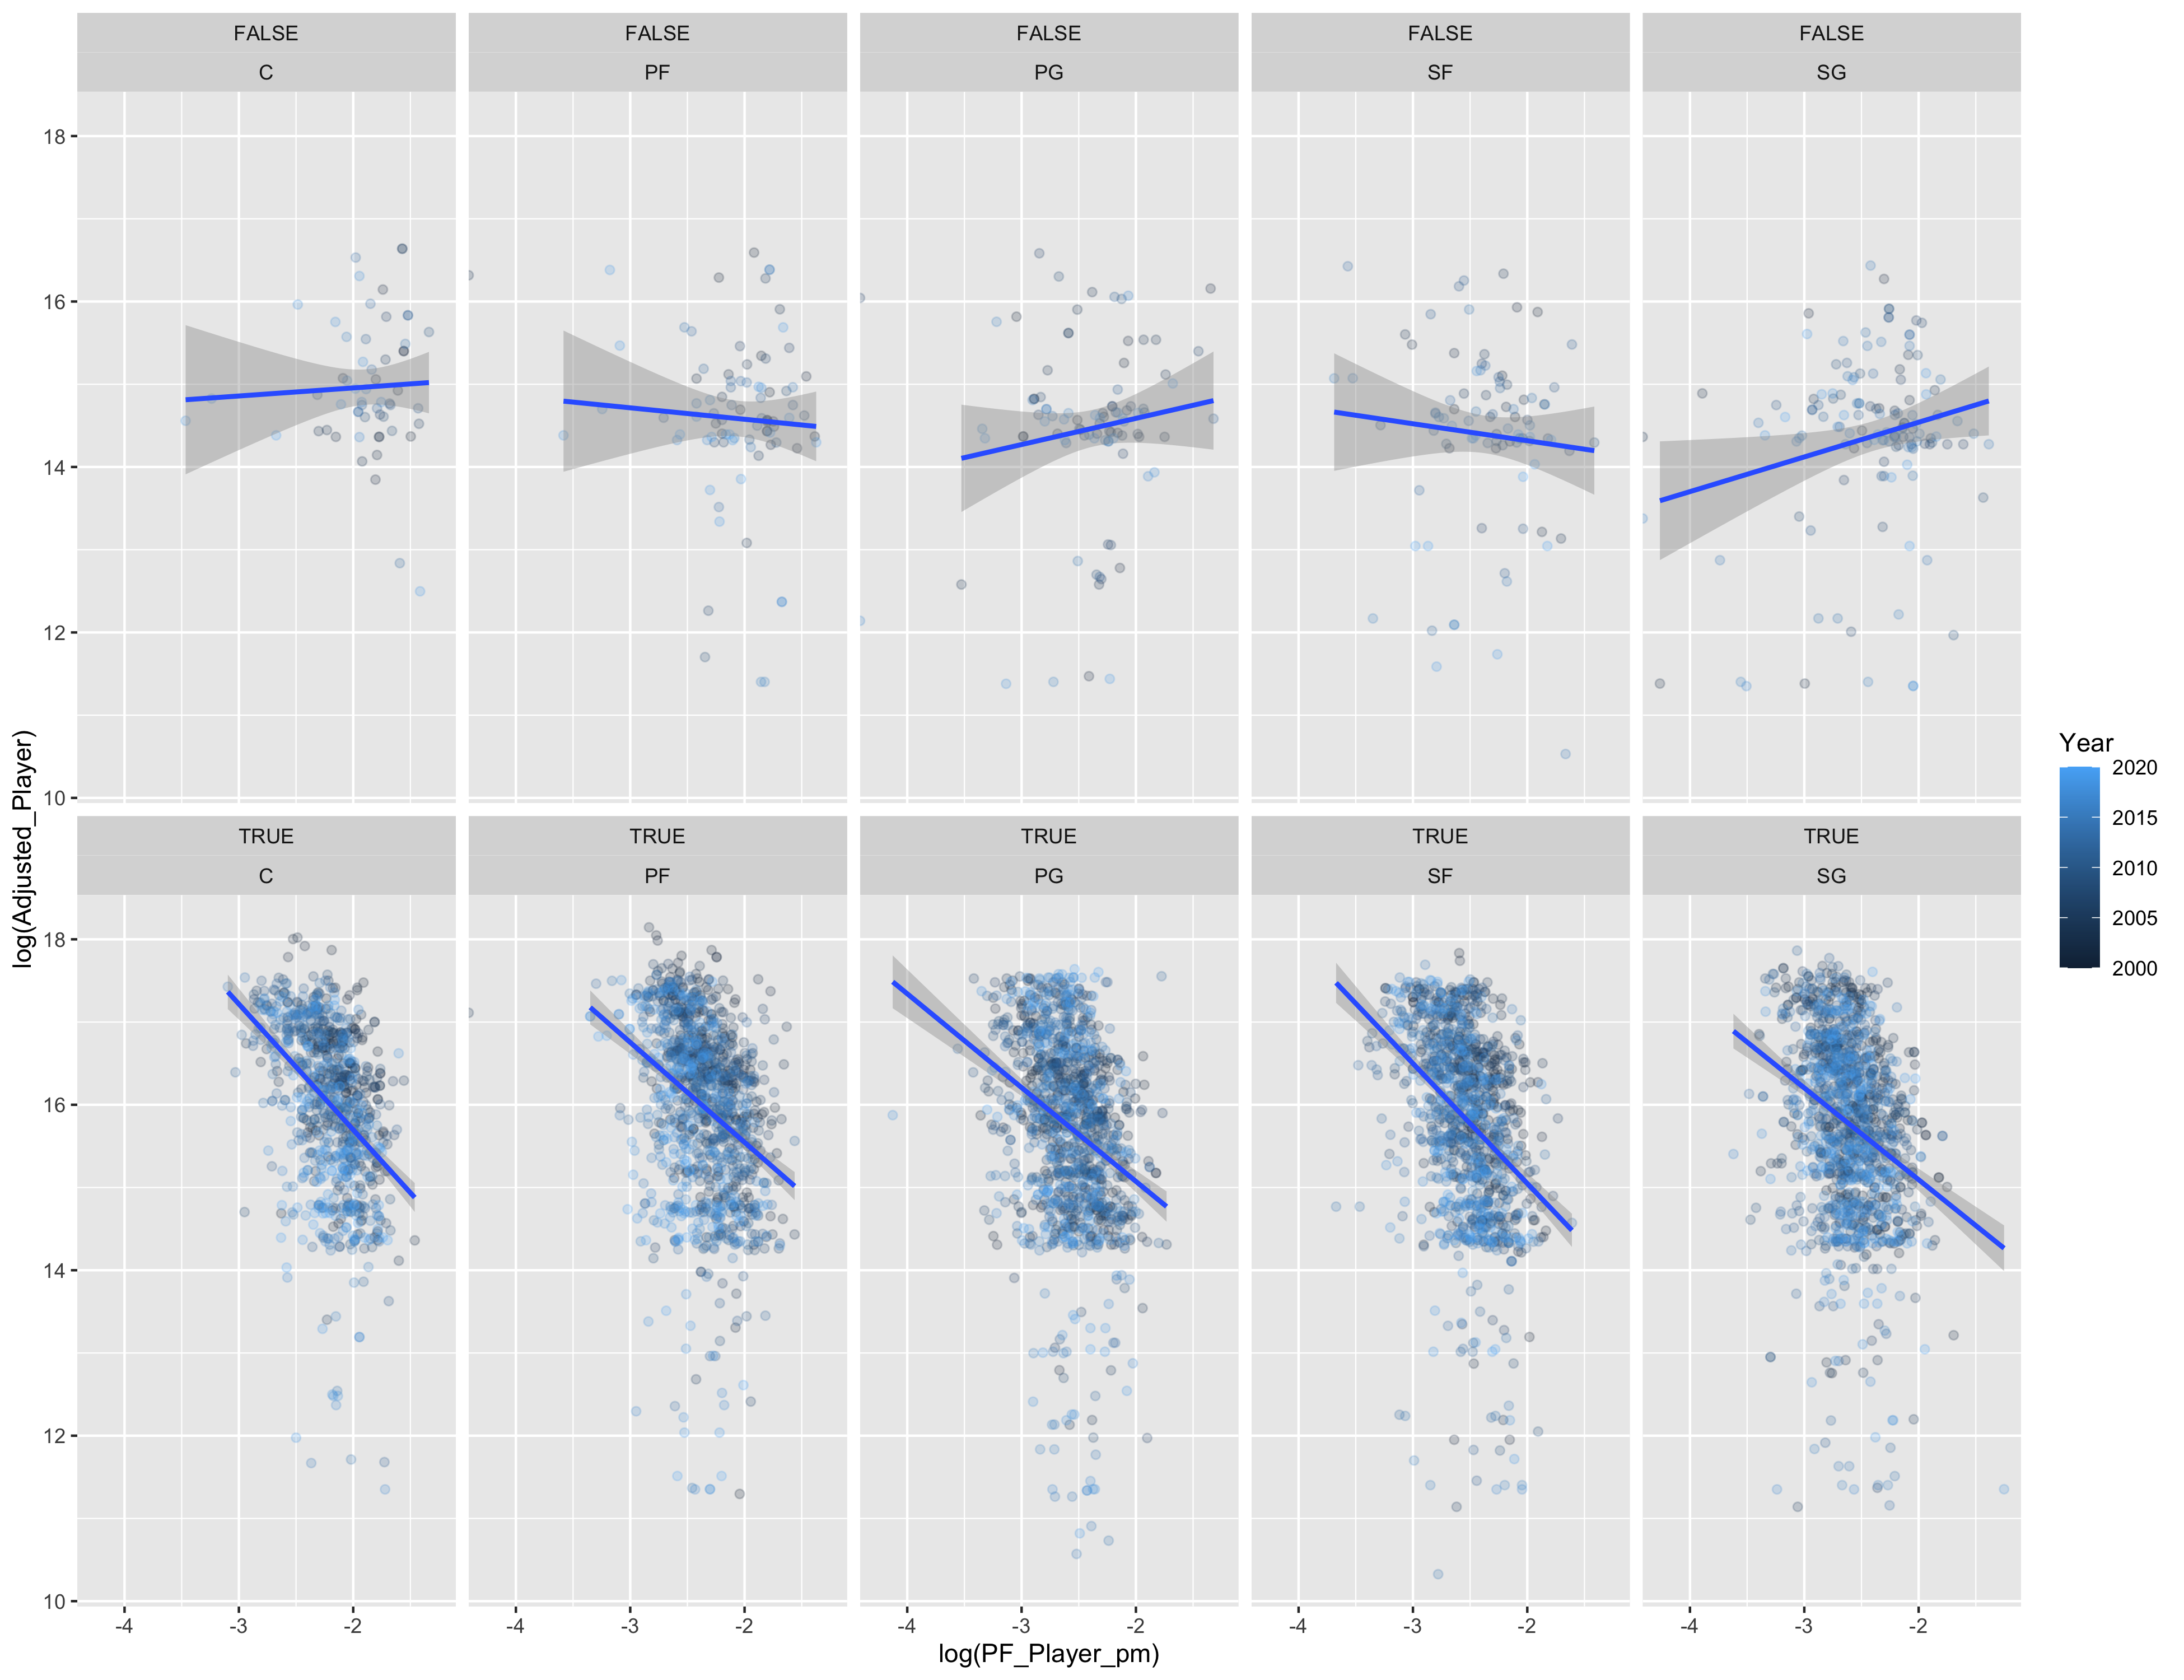 FALSE FALSE FALSE FALSE FALSE
C PF PG SF SG
18
16
14
12
10
TRUE TRUE TRUE TRUE TRUE
C PF PG SF SG
18
16
14
12
10
-4 -3 -2 -4 -3 -2 -4 -3 -2 -4 -3 -2 -4 -3 -2
log(PF_Player_pm)
log(Adjusted_Player)
Year
2020
2015
2010
2005
2000